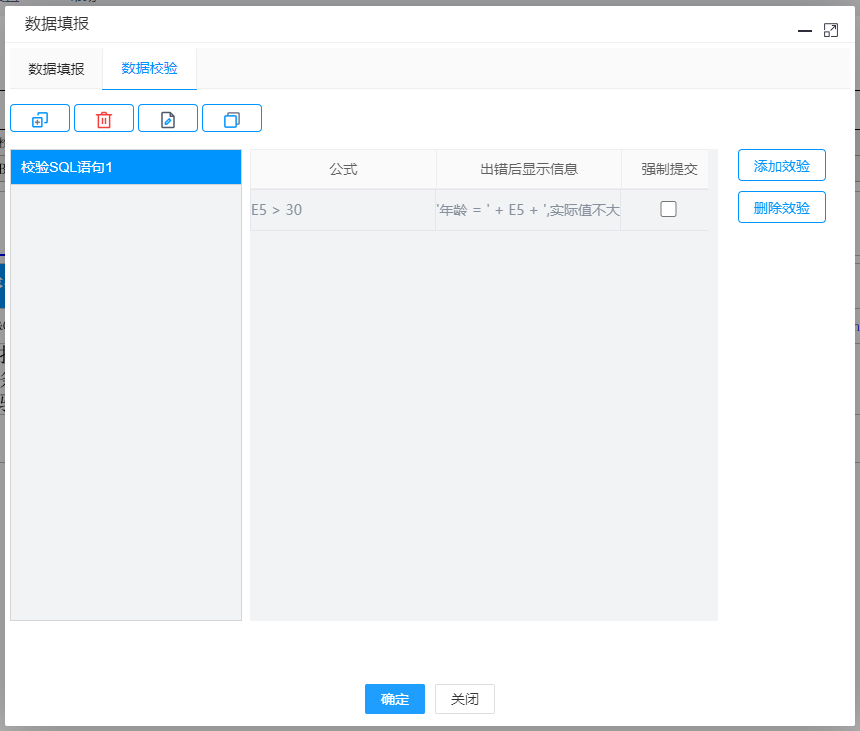 数据填报
数据填报 数据校验
校验SQL语句1
公式 出错后显示信息 强制提交
E5 > 30 '年龄 = ' + E5 + ',实际值不大
添加效验
删除效验
确定 关闭